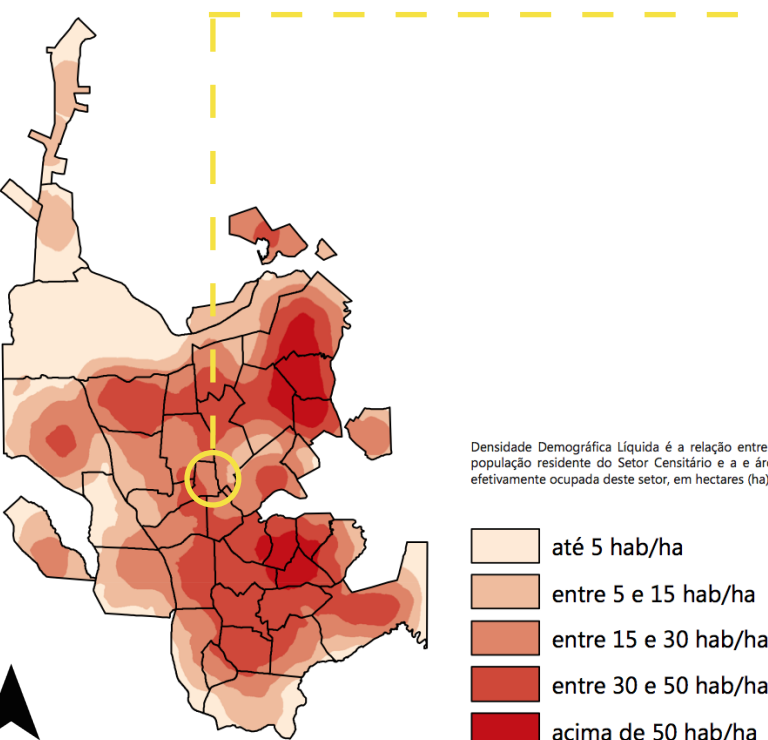 Densidade Demográfica Líquida é a relação entre
população residente do Setor Censitário e a e áre
efetivamente ocupada deste setor, em hectares (ha)
até 5 hab/ha
entre 5 e 15 hab/ha
entre 15 e 30 hab/ha
entre 30 e 50 hab/ha
acima de 50 hab/ha